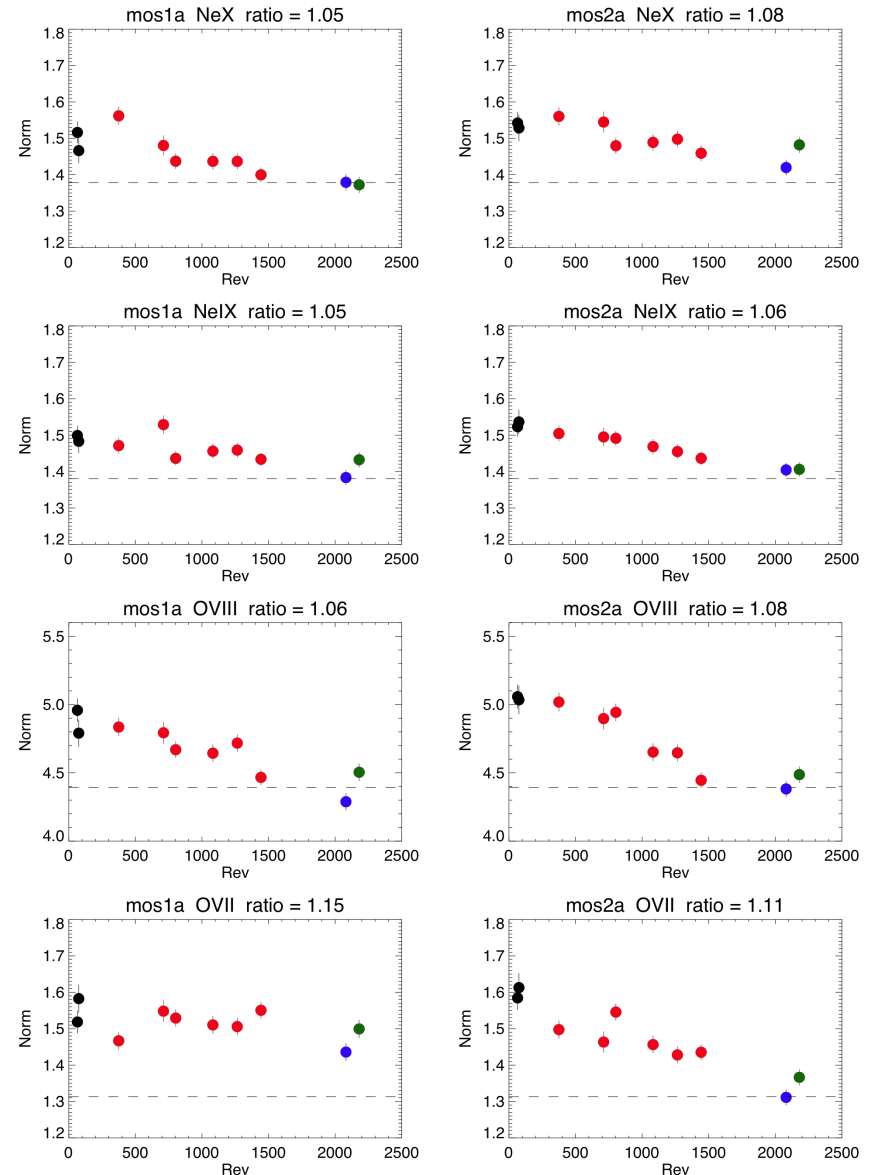 mos1a NeX ratio = 1.05
1.8
1.7
1.6
1.5
1.4
1.3
1.2
Norm
0 500 1000 1500 2000 2500
Rev
mos2a NeX ratio = 1.08
1.8
1.7
1.6
1.5
1.4
1.3
1.2
Norm
0 500 1000 1500 2000 2500
Rev
mos1a NeIX ratio = 1.05
1.8
1.7
1.6
1.5
1.4
1.3
1.2
Norm
0 500 1000 1500 2000 2500
Rev
mos2a NeIX ratio = 1.06
1.8
1.7
1.6
1.5
1.4
1.3
1.2
Norm
0 500 1000 1500 2000 2500
Rev
mos1a OVIII ratio = 1.06
5.5
5.0
4.5
4.0
Norm
0 500 1000 1500 2000 2500
Rev
mos2a OVIII ratio = 1.08
5.5
5.0
4.5
4.0
Norm
0 500 1000 1500 2000 2500
Rev
mos1a OVII ratio = 1.15
1.8
1.7
1.6
1.5
1.4
1.3
1.2
Norm
0 500 1000 1500 2000 2500
Rev
mos2a OVII ratio = 1.11
1.8
1.7
1.6
1.5
1.4
1.3
1.2
Norm
0 500 1000 1500 2000 2500
Rev